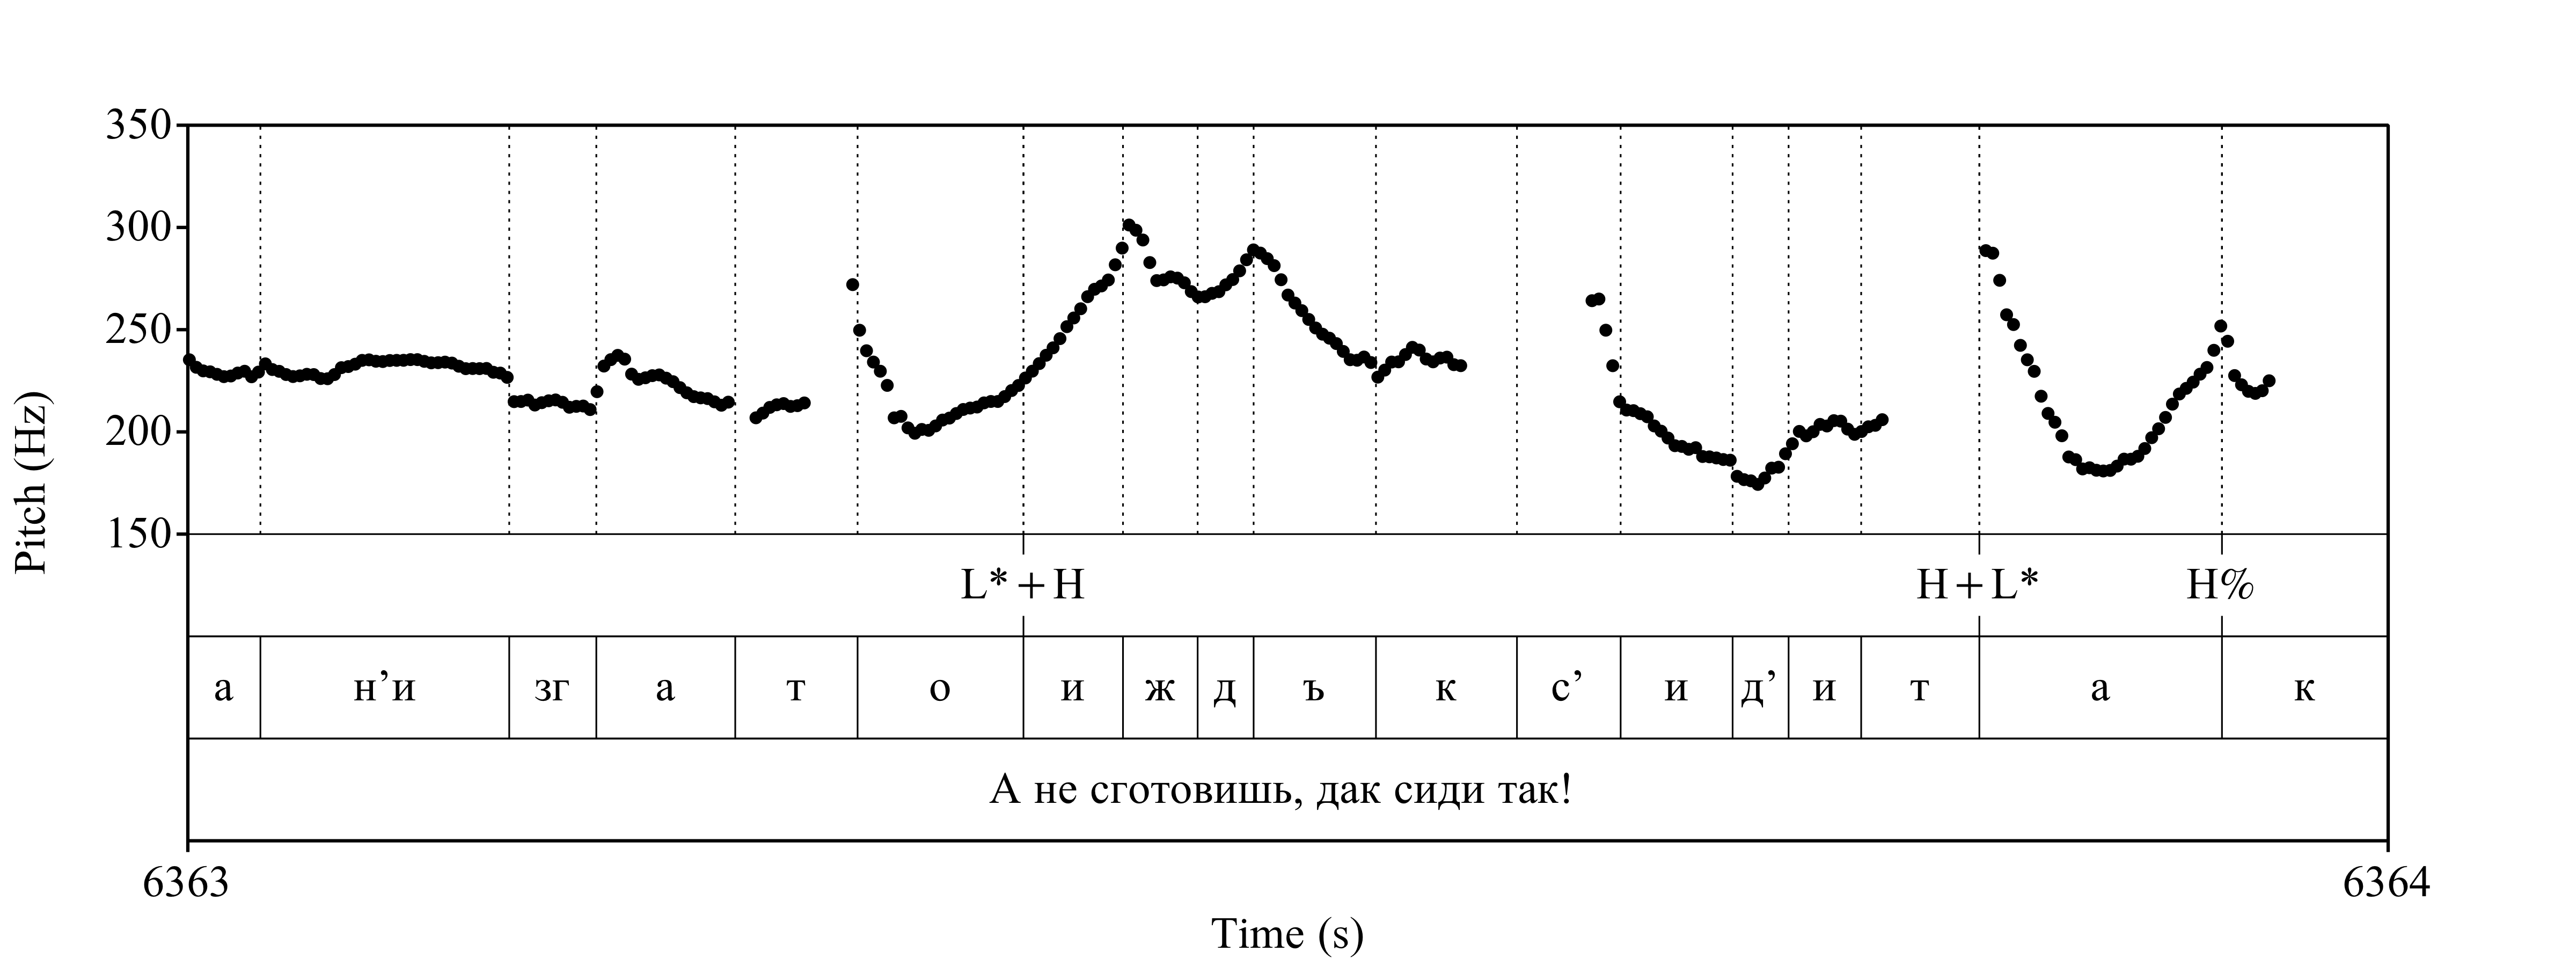 350
300
250
200
150
Pitch (Hz)
L*+H H+L* H%
а н’и зг а т о и ж д ъ к с’ и д’ и т а к
А не сготовишь, дак сиди так!
6363 6364
Time (s)